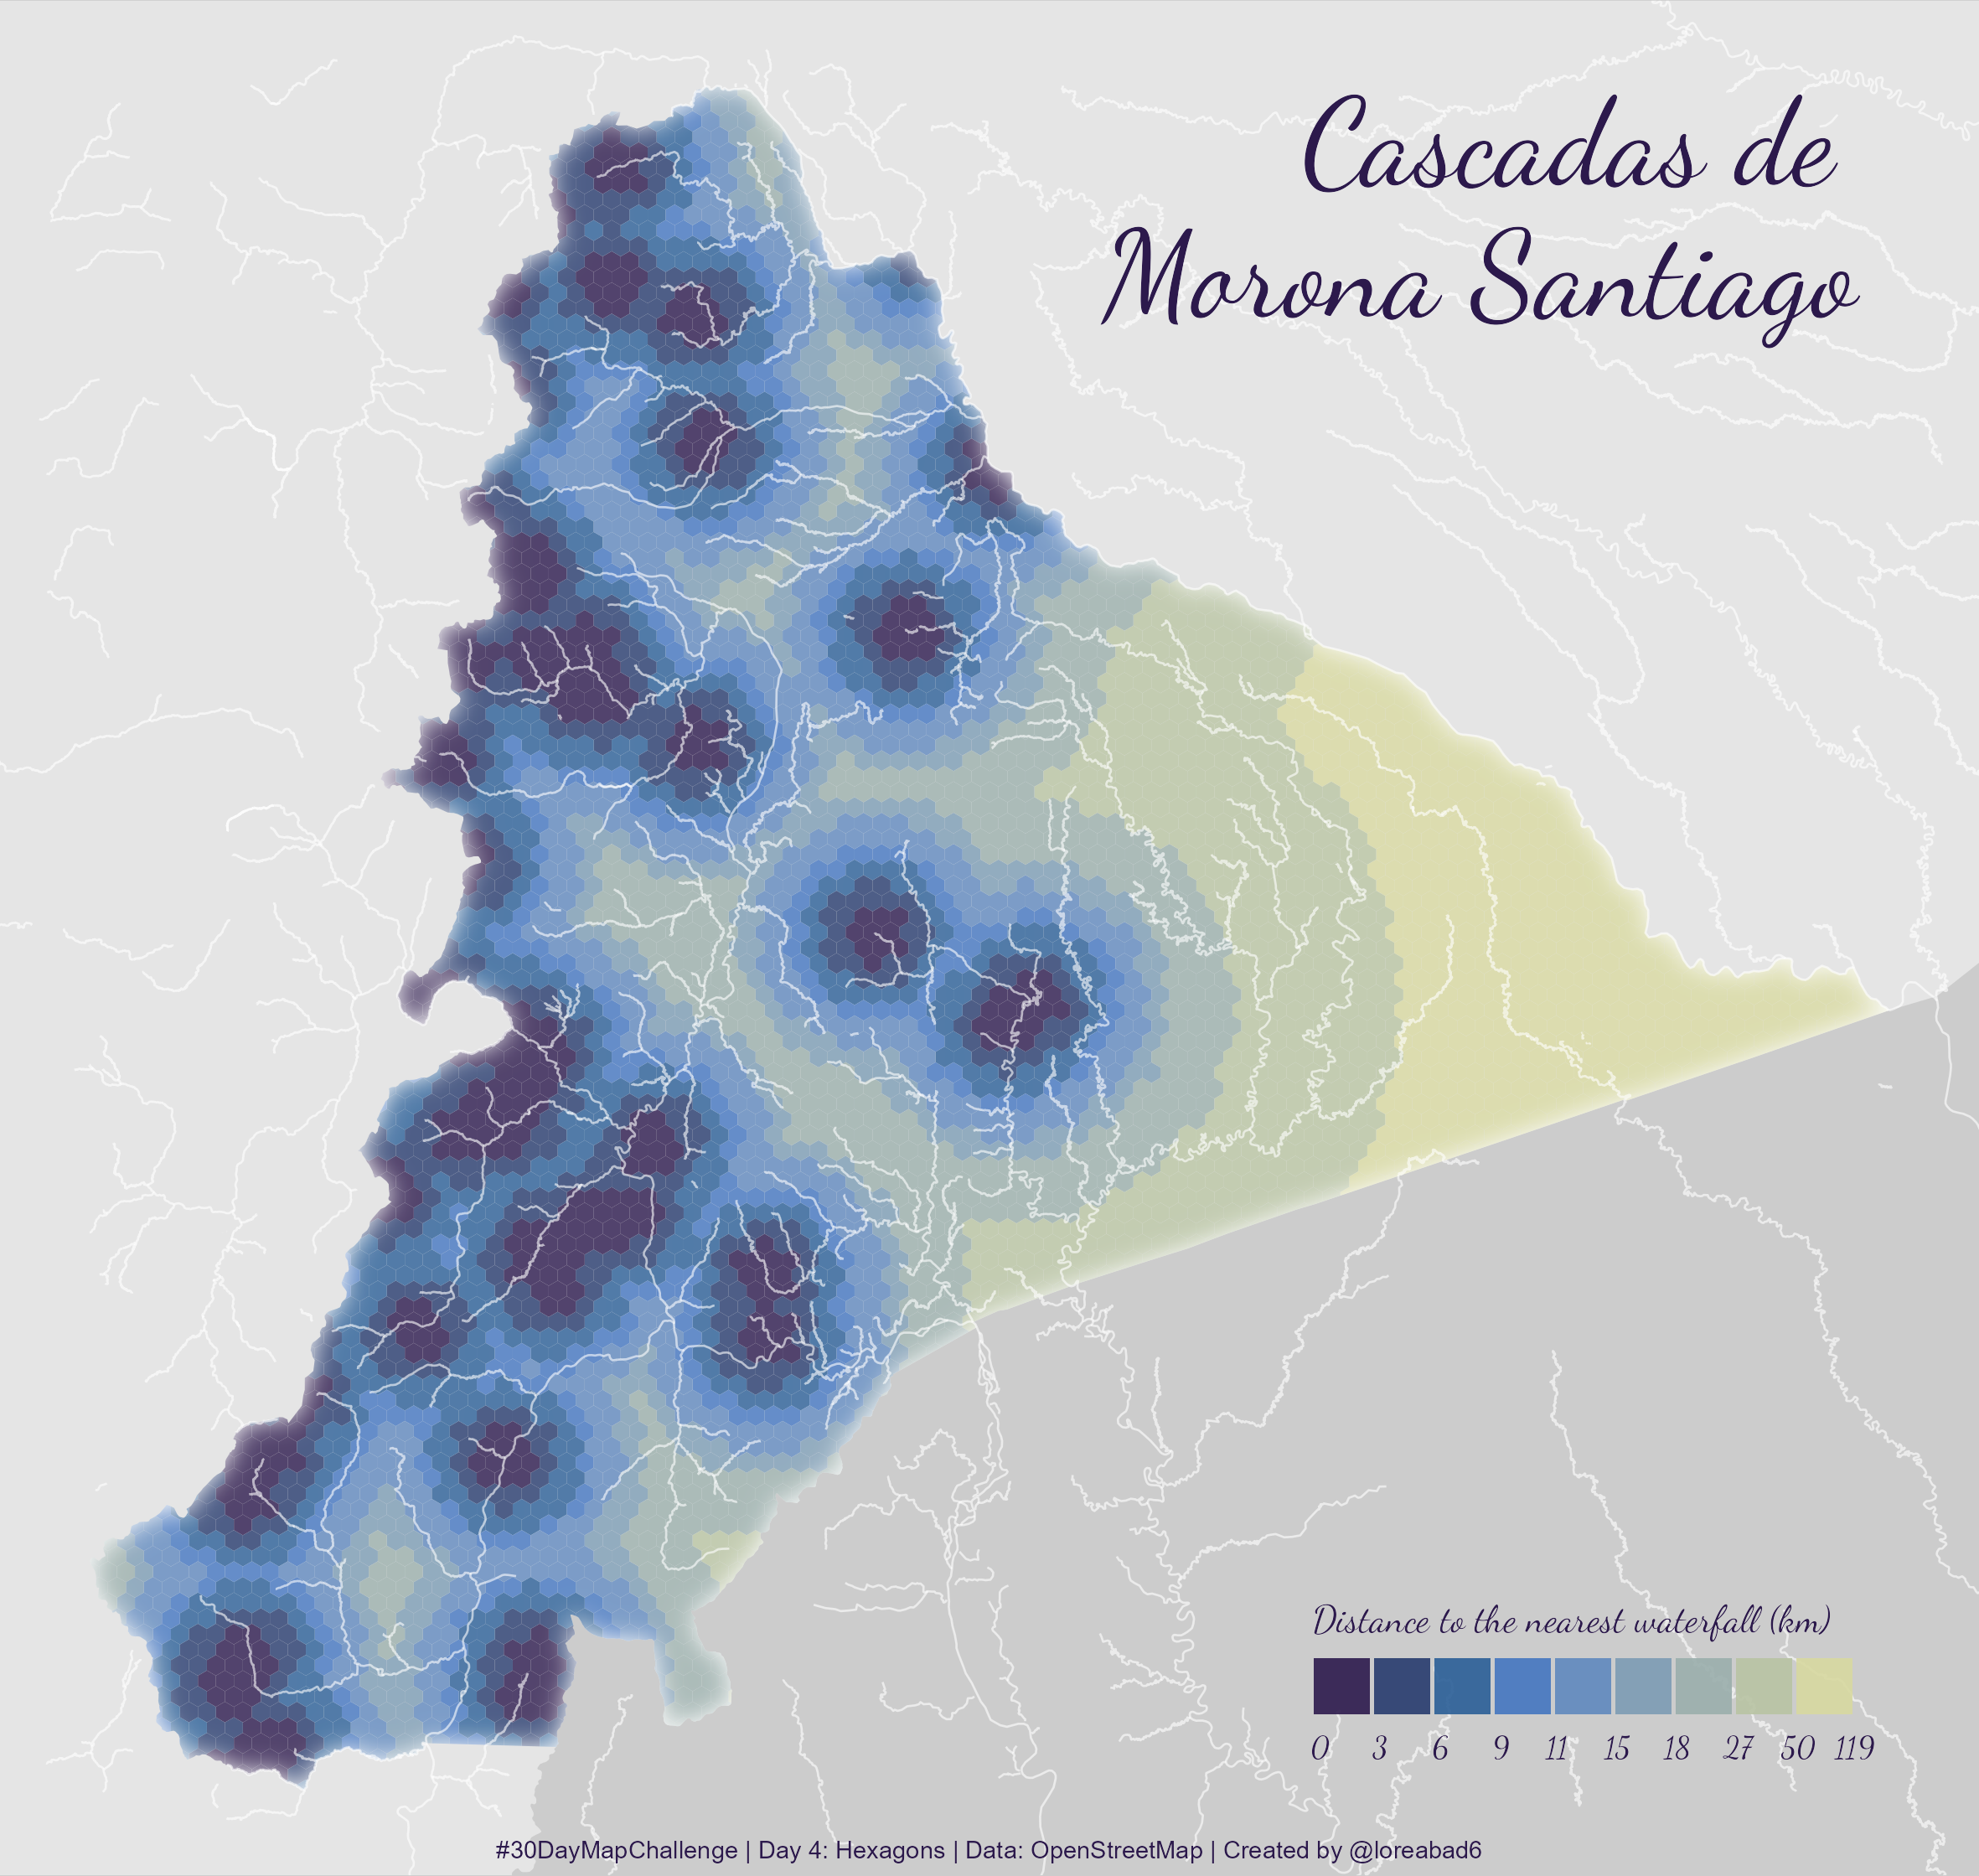 Cascadas de
Morona Santiago
Distance to the nearest waterfall (km)
0 3 6 9 11 15 18 27 50 119
#30DayMapChallenge | Day 4: Hexagons | Data: OpenStreetMap | Created by @loreabad6